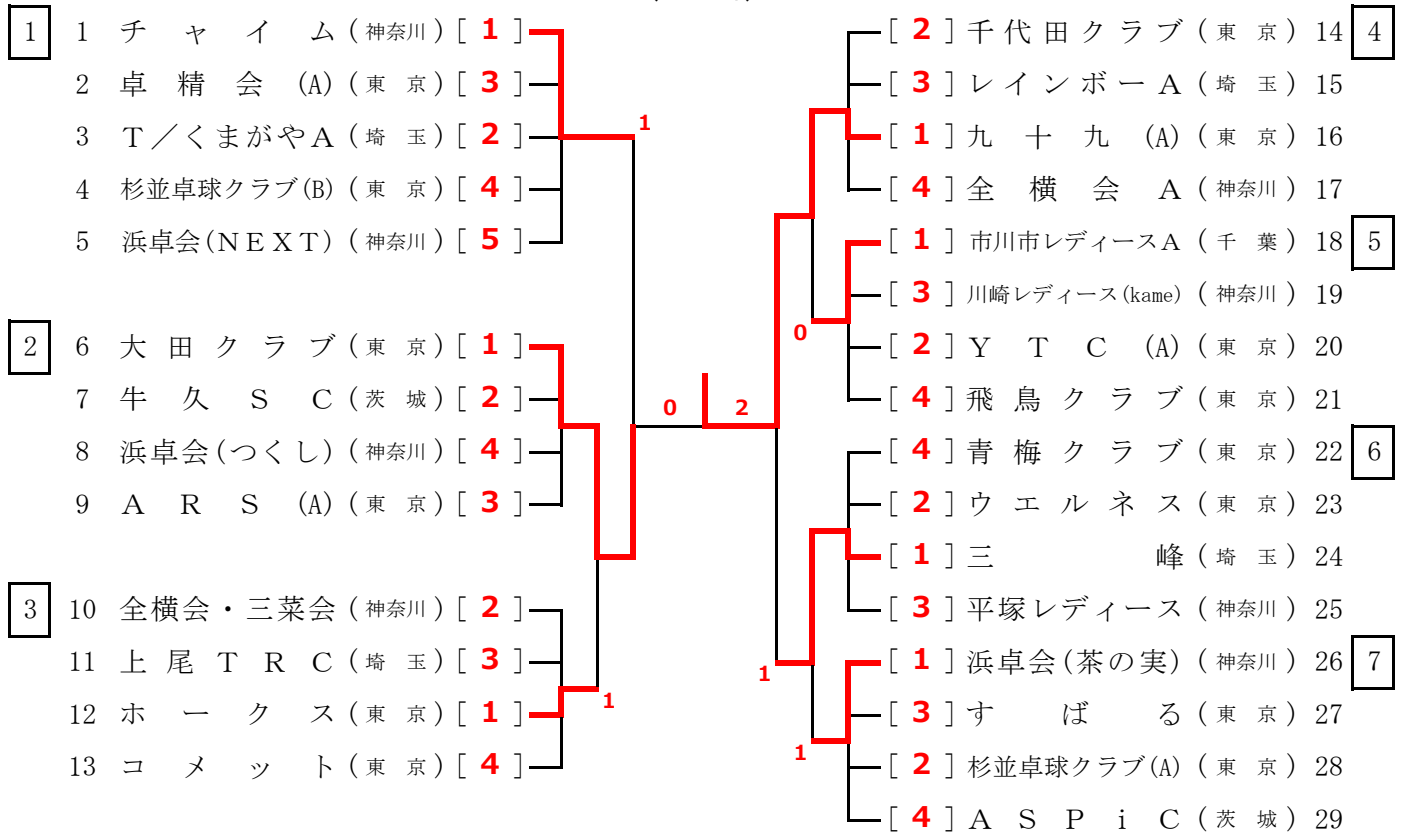 1 1 チャイム (神奈川) [ 1 ]
2 卓精会 (A) (東京) [ 3 ]
3 T／くまがやA (埼玉) [ 2 ]
1
4 杉並卓球クラブ(B) (東京) [ 4 ]
5 浜卓会(NEXT) (神奈川) [ 5 ]
2 6 大田クラブ (東京) [ 1 ]
7 牛久SC (茨城) [ 2 ]
8 浜卓会(つくし) (神奈川) [ 4 ]
9 ARS (A) (東京) [ 3 ]
3 10 全横会・三菜会 (神奈川) [ 2 ]
11 上尾TRC (埼玉) [ 3 ]
12 ホークス (東京) [ 1 ]
1
13 コメット (東京) [ 4 ]
0 2
[ 2 ] 千代田クラブ (東京) 14 4
[ 3 ] レインボーA (埼玉) 15
[ 1 ] 九十九 (A) (東京) 16
[ 4 ] 全横会A (神奈川) 17
[ 1 ] 市川市レディースA (千葉) 18 5
[ 3 ] 川崎レディース(kame) (神奈川) 19
0
[ 2 ] YTC (A) (東京) 20
[ 4 ] 飛鳥クラブ (東京) 21
[ 4 ] 青梅クラブ (東京) 22 6
[ 2 ] ウエルネス (東京) 23
[ 1 ] 三峰 (埼玉) 24
[ 3 ] 平塚レディース (神奈川) 25
[ 1 ] 浜卓会(茶の実) (神奈川) 26 7
1
[ 3 ] すばる (東京) 27
1
[ 2 ] 杉並卓球クラブ(A) (東京) 28
[ 4 ] ASPiC (茨城) 29